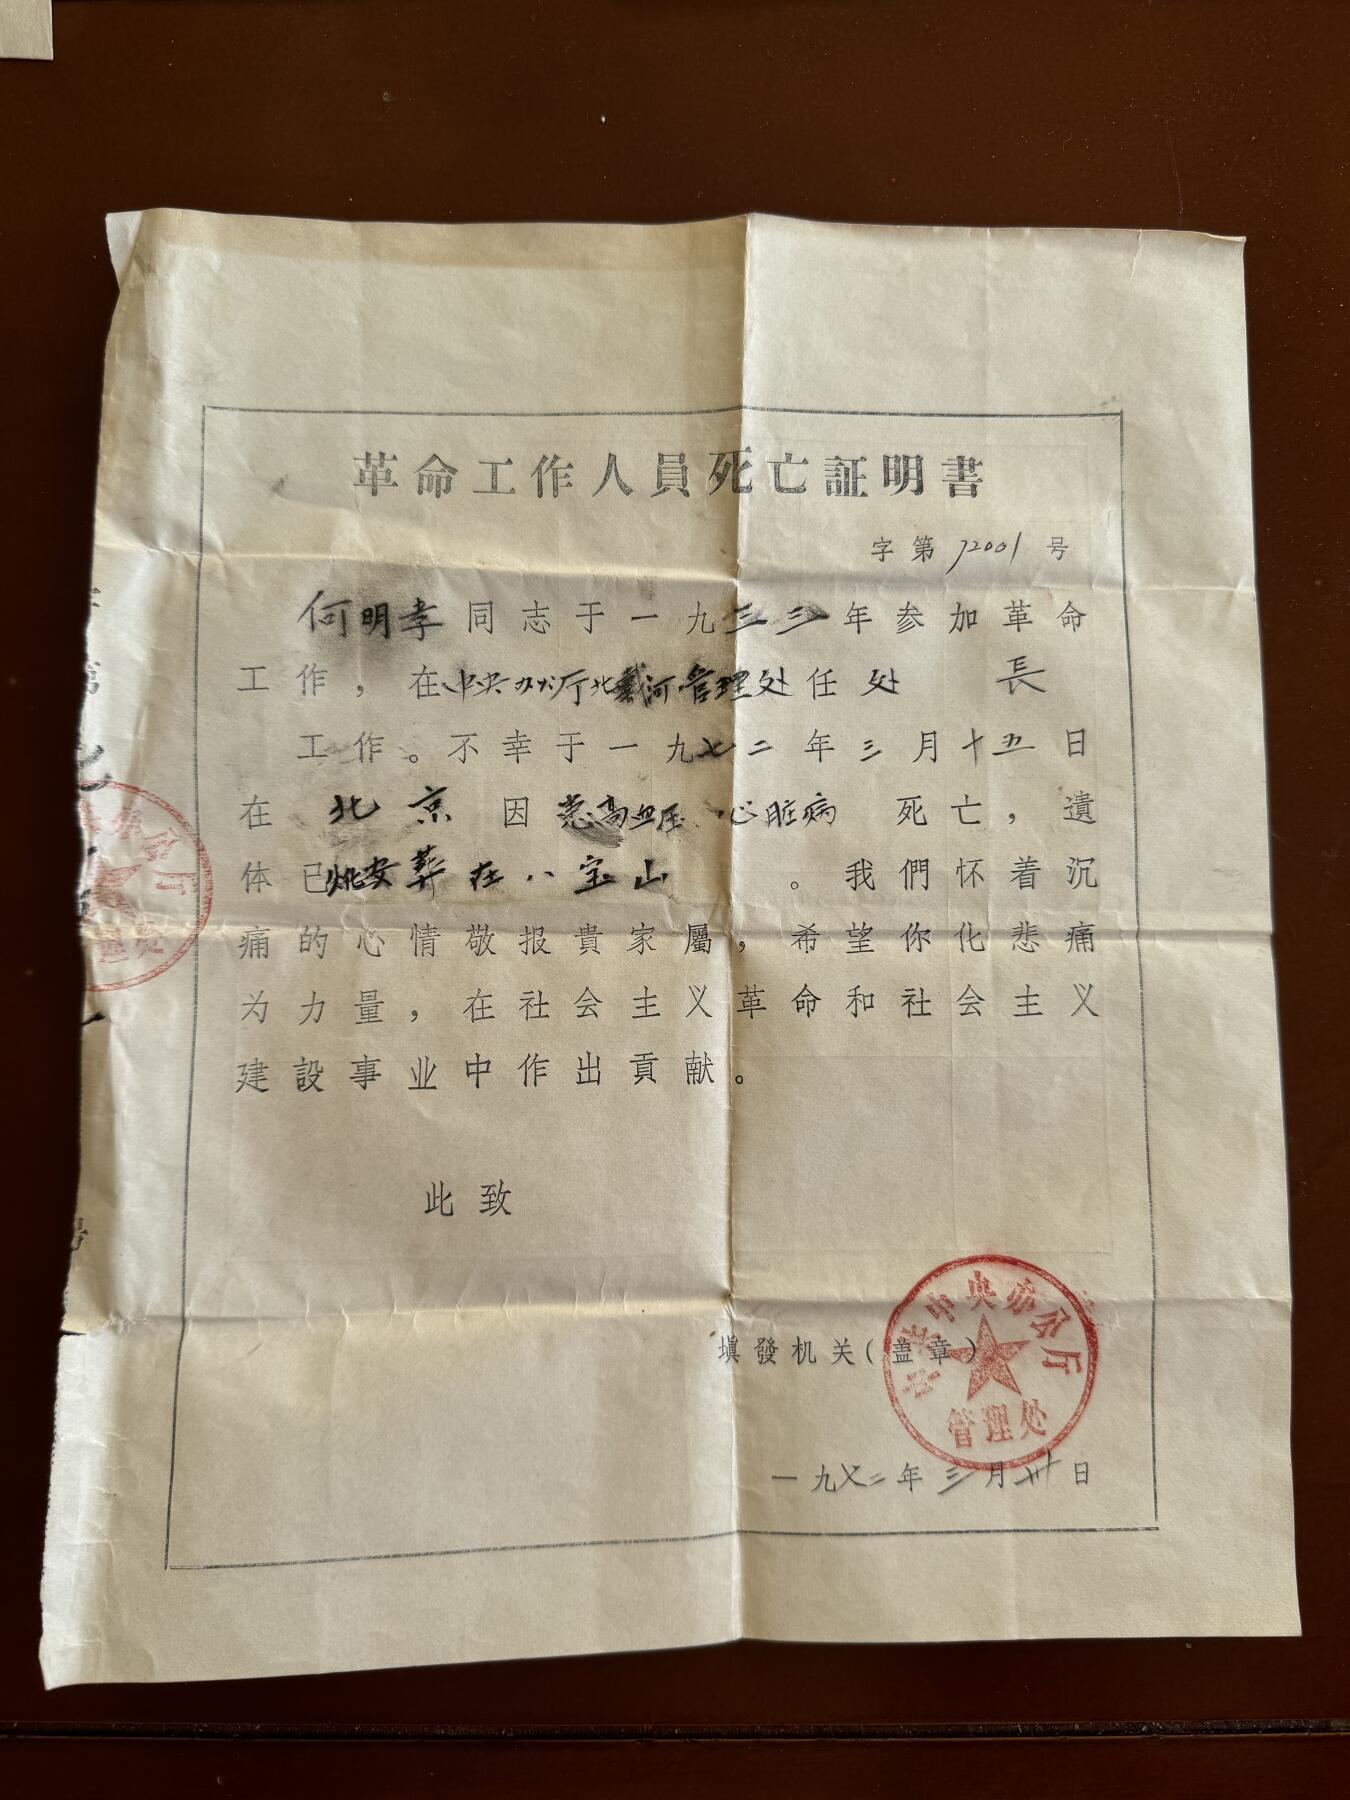 革命工作人員死亡証明書
字第72001号
何明孝同志于一九三三年参加革命
工作，在中央办公厅北戴河管理处任处長
工作。不幸于一九七二年三月十五日
在北京因患高血压、心脏病死亡，遺
体已火化安葬在八宝山。我們怀着沉
痛的心情敬报貴家屬，希望你化悲痛
为力量，在社会主义革命和社会主义
建設事业中作出貢献。
此致
填發机关(盖章)
中共中央办公厅
管理处
一九七二年三月卅日